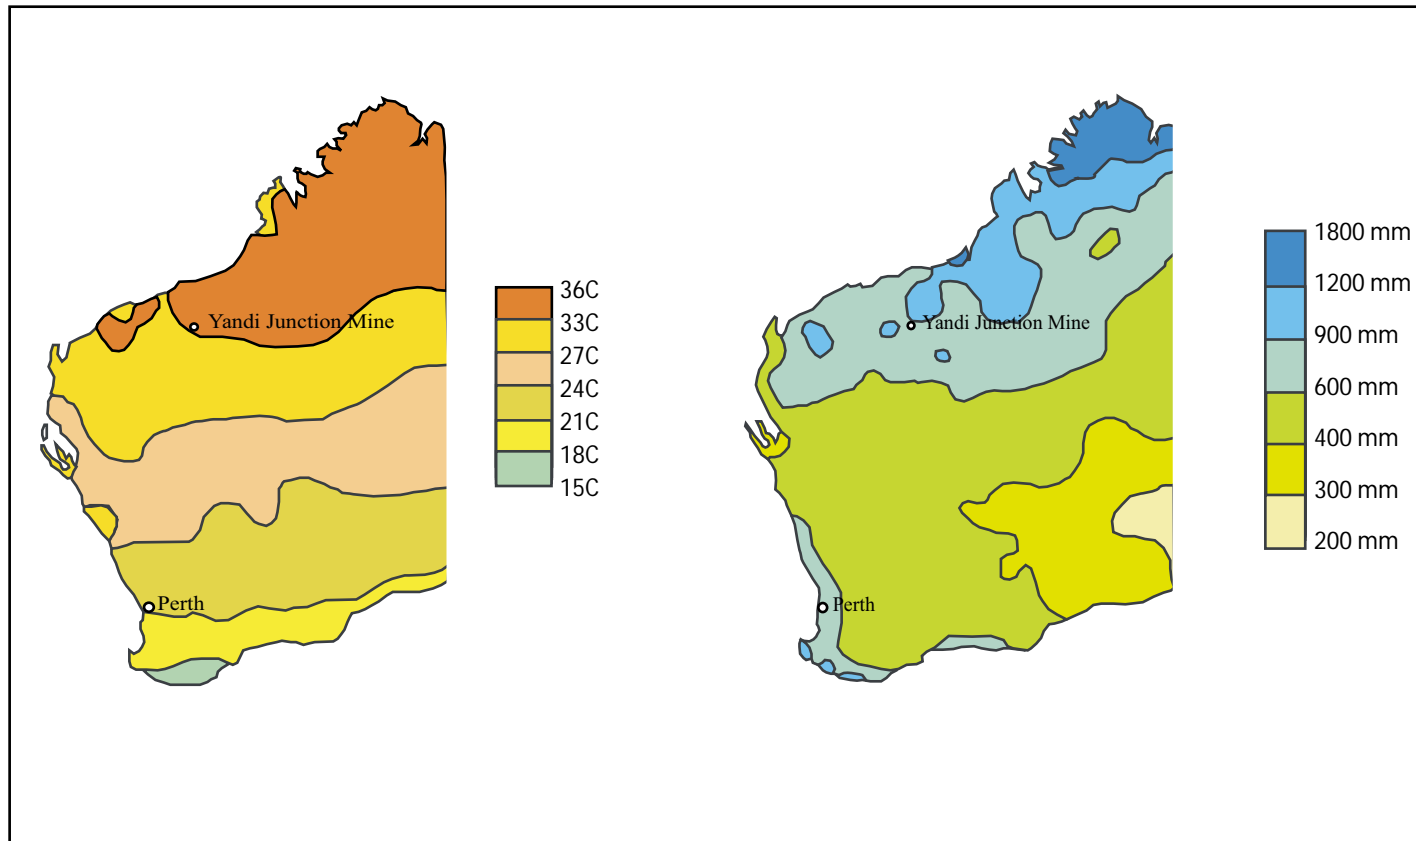 Yandi Junction Mine
Perth
36C
33C
27C
24C
21C
18C
15C
Yandi Junction Mine
Perth
1800 mm
1200 mm
900 mm
600 mm
400 mm
300 mm
200 mm